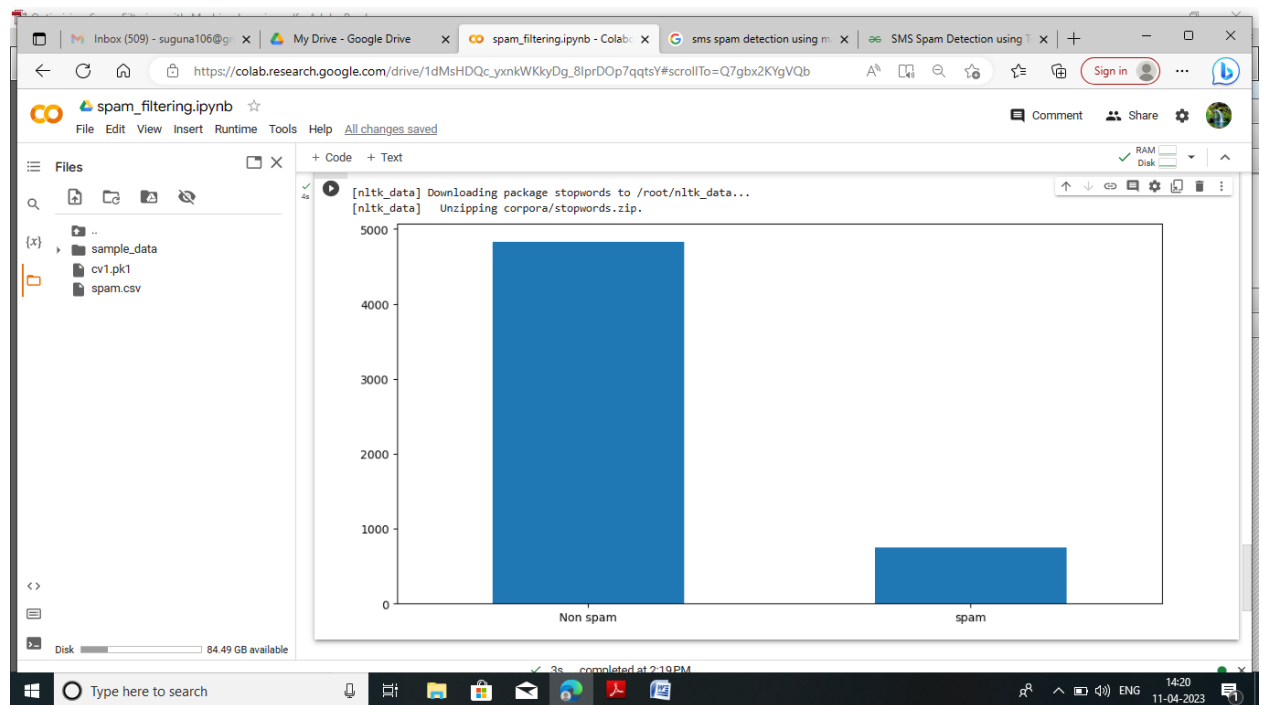 Inbox (509) - suguna106@gm
My Drive - Google Drive
spam_filtering.ipynb - Colabo
sms spam detection using m
SMS Spam Detection using T
https://colab.research.google.com/drive/1dMsHDQc_yxnkWKkyDg_8IprDOp7qqtsY#scrollTo=Q7gbx2KYgVQb
Sign in
spam_filtering.ipynb
File Edit View Insert Runtime Tools Help All changes saved
Comment Share
Files
+ Code + Text
RAM
Disk
4s
[nltk_data] Downloading package stopwords to /root/nltk_data...
[nltk_data] Unzipping corpora/stopwords.zip.
{x}
..
sample_data
cv1.pk1
spam.csv
5000
4000
3000
2000
1000
0
Non spam spam
Disk 84.49 GB available
3s completed at 2:19 PM
Type here to search
ENG
14:20
11-04-2023
1